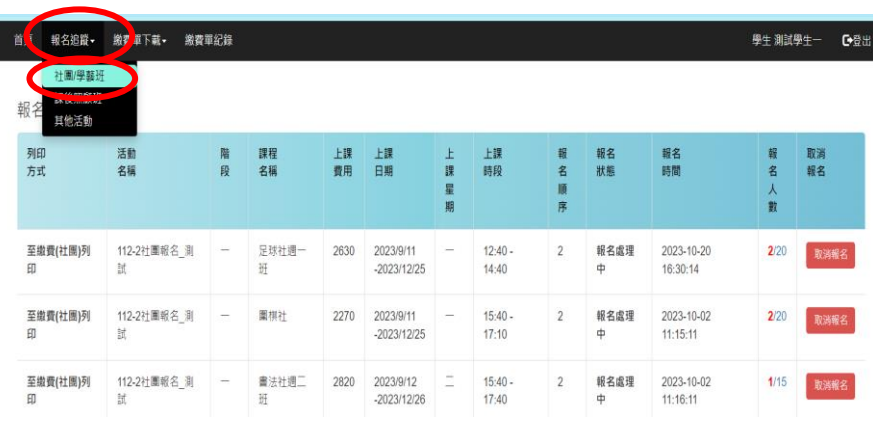 首頁 報名追蹤 繳費單下載 繳費單紀錄 學生 測試學生一 登出
社團/學藝班
課後照顧班
報名
其他活動
列印方式 活動名稱 階段 課程名稱 上課費用 上課日期 上課星期 上課時段 報名順序 報名狀態 報名時間 報名人數 取消報名
至繳費(社團)列印 112-2社團報名_測試 一 足球社週一班 2630 2023/9/11-2023/12/25 一 12:40 - 14:40 2 報名處理中 2023-10-20 16:30:14 2/20 取消報名
至繳費(社團)列印 112-2社團報名_測試 一 圍棋社 2270 2023/9/11-2023/12/25 一 15:40 - 17:10 2 報名處理中 2023-10-02 11:15:11 2/20 取消報名
至繳費(社團)列印 112-2社團報名_測試 一 書法社週二班 2820 2023/9/12-2023/12/26 二 15:40 - 17:40 2 報名處理中 2023-10-02 11:16:11 1/15 取消報名